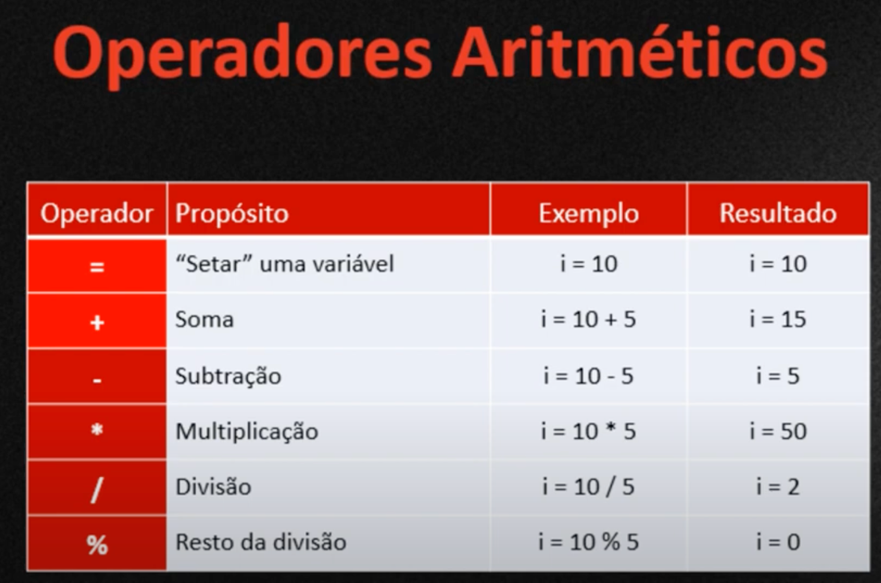 Operadores Aritméticos
Operador Propósito Exemplo Resultado
= “Setar” uma variável i = 10 i = 10
+ Soma i = 10 + 5 i = 15
- Subtração i = 10 - 5 i = 5
* Multiplicação i = 10 * 5 i = 50
/ Divisão i = 10 / 5 i = 2
% Resto da divisão i = 10 % 5 i = 0